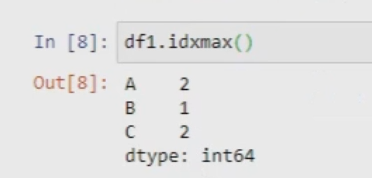 In [8]: df1.idxmax()
Out[8]: A 2
B 1
C 2
dtype: int64